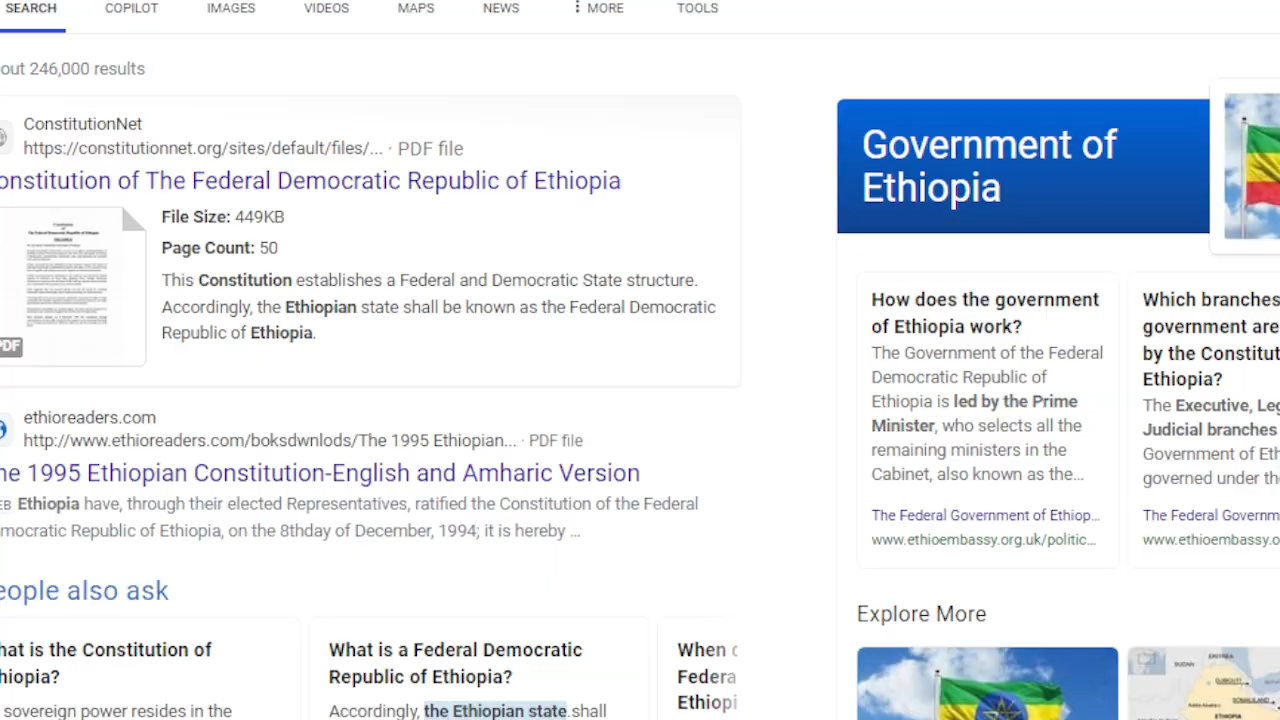 SEARCH COPILOT IMAGES VIDEOS MAPS NEWS MORE TOOLS
out 246,000 results
ConstitutionNet
https://constitutionnet.org/sites/default/files/... · PDF file
onstitution of The Federal Democratic Republic of Ethiopia
File Size: 449KB
Page Count: 50
This Constitution establishes a Federal and Democratic State structure.
Accordingly, the Ethiopian state shall be known as the Federal Democratic
Republic of Ethiopia.
PDF
ethioreaders.com
http://www.ethioreaders.com/boksdwnlods/The 1995 Ethiopian... · PDF file
he 1995 Ethiopian Constitution-English and Amharic Version
EB Ethiopia have, through their elected Representatives, ratified the Constitution of the Federal
mocratic Republic of Ethiopia, on the 8thday of December, 1994; it is hereby ...
eople also ask
hat is the Constitution of
hiopia?
sovereign power resides in the
What is a Federal Democratic
Republic of Ethiopia?
Accordingly, the Ethiopian state shall
When
Federa
Ethiopi
Government of
Ethiopia
How does the government
of Ethiopia work?
The Government of the Federal
Democratic Republic of
Ethiopia is led by the Prime
Minister, who selects all the
remaining ministers in the
Cabinet, also known as the...
The Federal Government of Ethiop...
www.ethioembassy.org.uk/politic...
Which branches
government are
by the Constitut
Ethiopia?
The Executive, Leg
Judicial branches
Government of Eth
governed under the
The Federal Governm
www.ethioembassy.o
Explore More
SUDAN
ERITREA
DJIBOUTI
SOMALILAND
ETHIOPIA